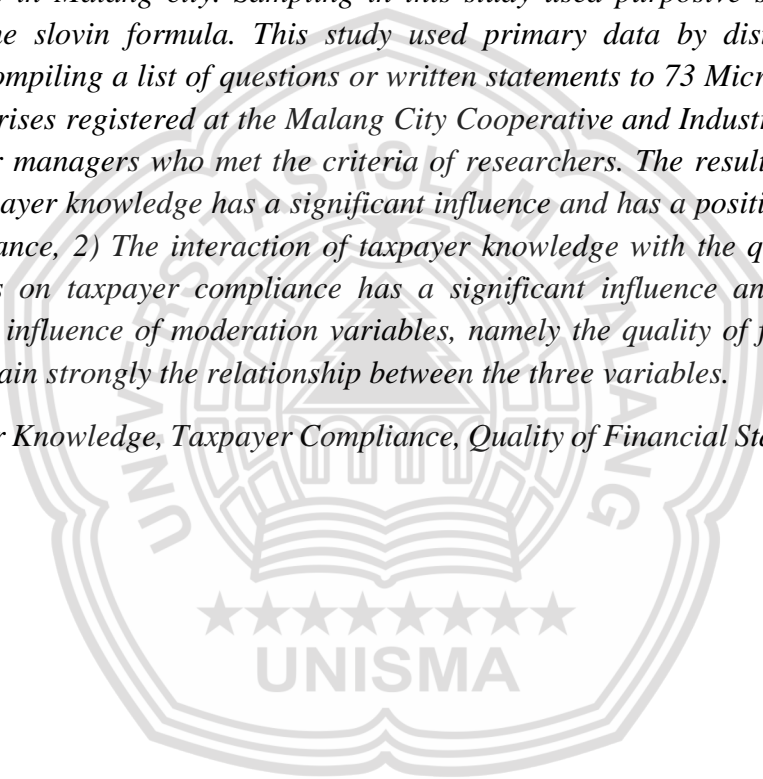 in Malang city. Sampling in this study used purposive s
slovin formula. This study used primary data by dis
ompiling a list of questions or written statements to 73 Micr
rises registered at the Malang City Cooperative and Industr
managers who met the criteria of researchers. The result
ayer knowledge has a significant influence and has a positi
ance, 2) The interaction of taxpayer knowledge with the q
on taxpayer compliance has a significant influence an
influence of moderation variables, namely the quality of f
ain strongly the relationship between the three variables.
r Knowledge, Taxpayer Compliance, Quality of Financial St
UNIVERSITAS ISLAM MALANG
UNISMA